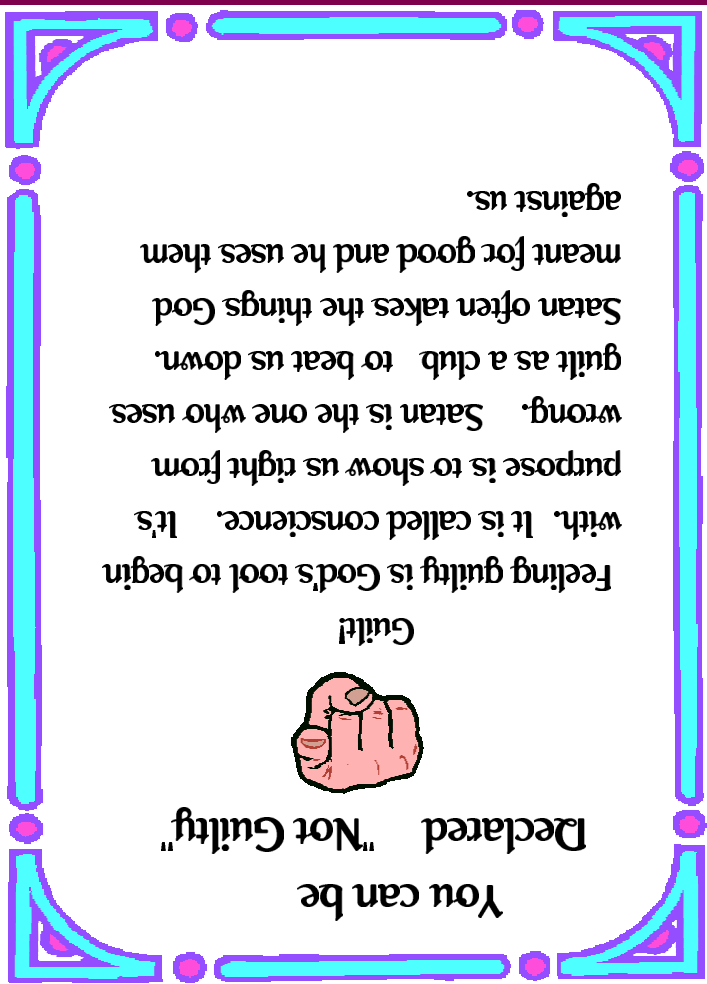 You can be
Declared "Not Guilty"
Guilt!
Feeling guilty is God's tool to begin
with. It is called conscience. It's
purpose is to show us right from
wrong. Satan is the one who uses
guilt as a club to beat us down.
Satan often takes the things God
meant for good and he uses them
against us.